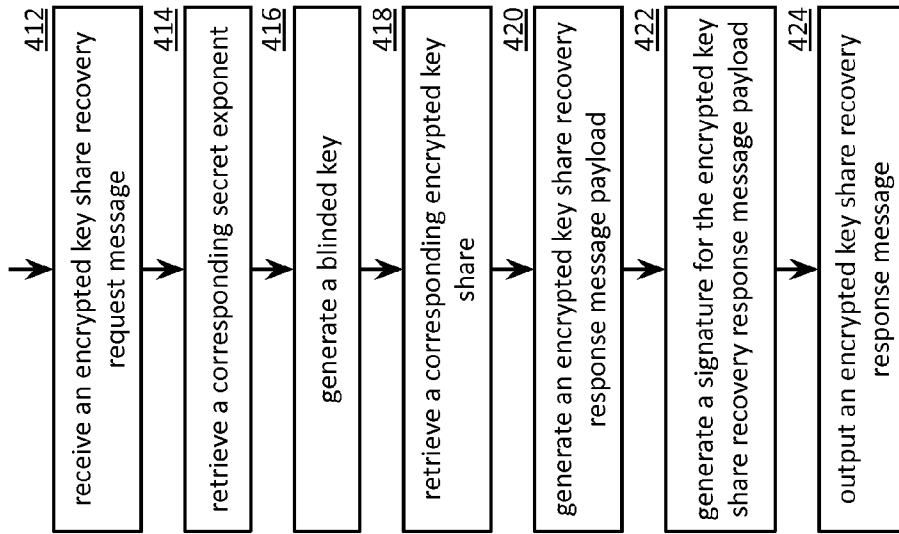 412
receive an encrypted key share recovery
request message
414
retrieve a corresponding secret exponent
416
generate a blinded key
418
retrieve a corresponding encrypted key
share
420
generate an encrypted key share recovery
response message payload
422
generate a signature for the encrypted key
share recovery response message payload
424
output an encrypted key share recovery
response message